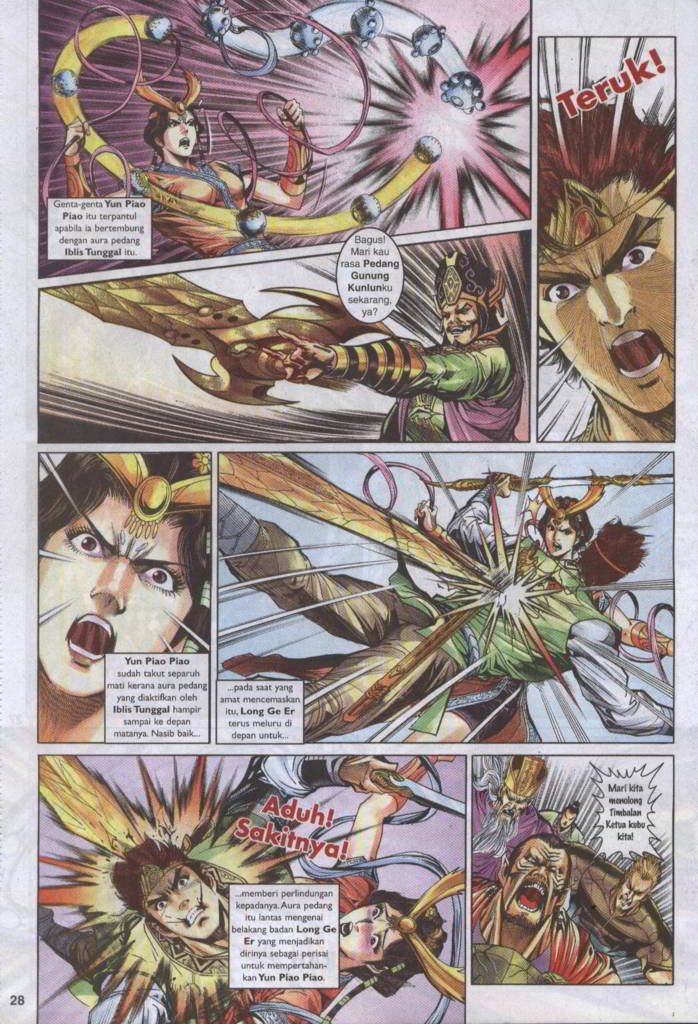 Genta-genta Yun Piao
Piao itu terpantul
apabila ia bertembung
dengan aura pedang
Iblis Tunggal itu.
Teruk!
Bagus!
Mari kau
rasa Pedang
Gunung
Kunlunku
sekarang,
ya?
Yun Piao Piao
sudah takut separuh
mati kerana aura pedang
yang diaktifkan oleh
Iblis Tunggal hampir
sampai ke depan
matanya. Nasib baik...
...pada saat yang
amat mencemaskan
itu, Long Ge Er
terus meluru di
depan untuk...
Aduh!
Sakitnya!
...memberi perlindungan
kepadanya. Aura pedang
itu lantas mengenai
belakang badan Long Ge
Er yang menjadikan
dirinya sebagai perisai
untuk mempertahan-
kan Yun Piao Piao.
Mari kita
menolong
Timbalan
Ketua kubu
kita!
28